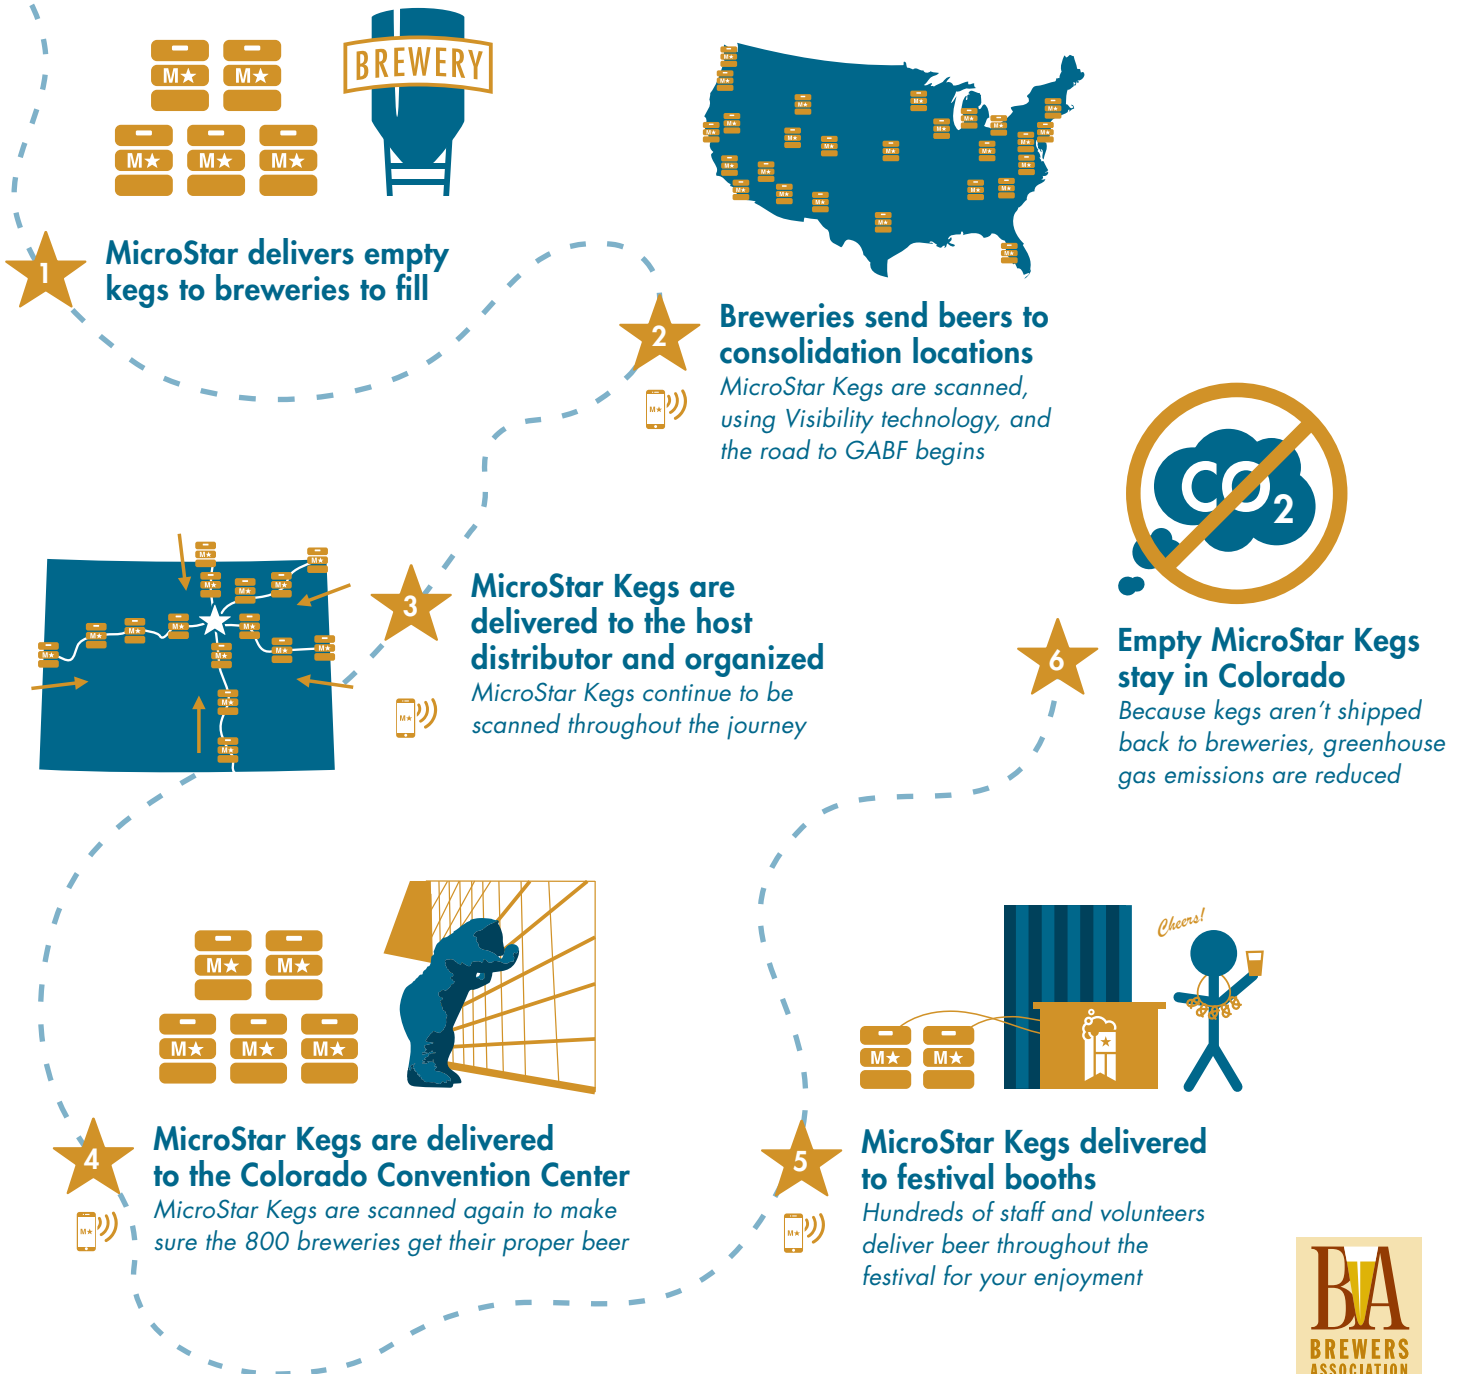 M★ M★
M★ M★ M★
BREWERY
1
MicroStar delivers empty
kegs to breweries to fill
2
Breweries send beers to
consolidation locations
MicroStar Kegs are scanned,
using Visibility technology, and
the road to GABF begins
M★
3
MicroStar Kegs are
delivered to the host
distributor and organized
MicroStar Kegs continue to be
scanned throughout the journey
M★
M★ M★
M★ M★ M★
4
MicroStar Kegs are delivered
to the Colorado Convention Center
MicroStar Kegs are scanned again to make
sure the 800 breweries get their proper beer
M★
Cheers!
M★ M★
5
MicroStar Kegs delivered
to festival booths
Hundreds of staff and volunteers
deliver beer throughout the
festival for your enjoyment
M★
CO2
6
Empty MicroStar Kegs
stay in Colorado
Because kegs aren't shipped
back to breweries, greenhouse
gas emissions are reduced
BA
BREWERS
ASSOCIATION